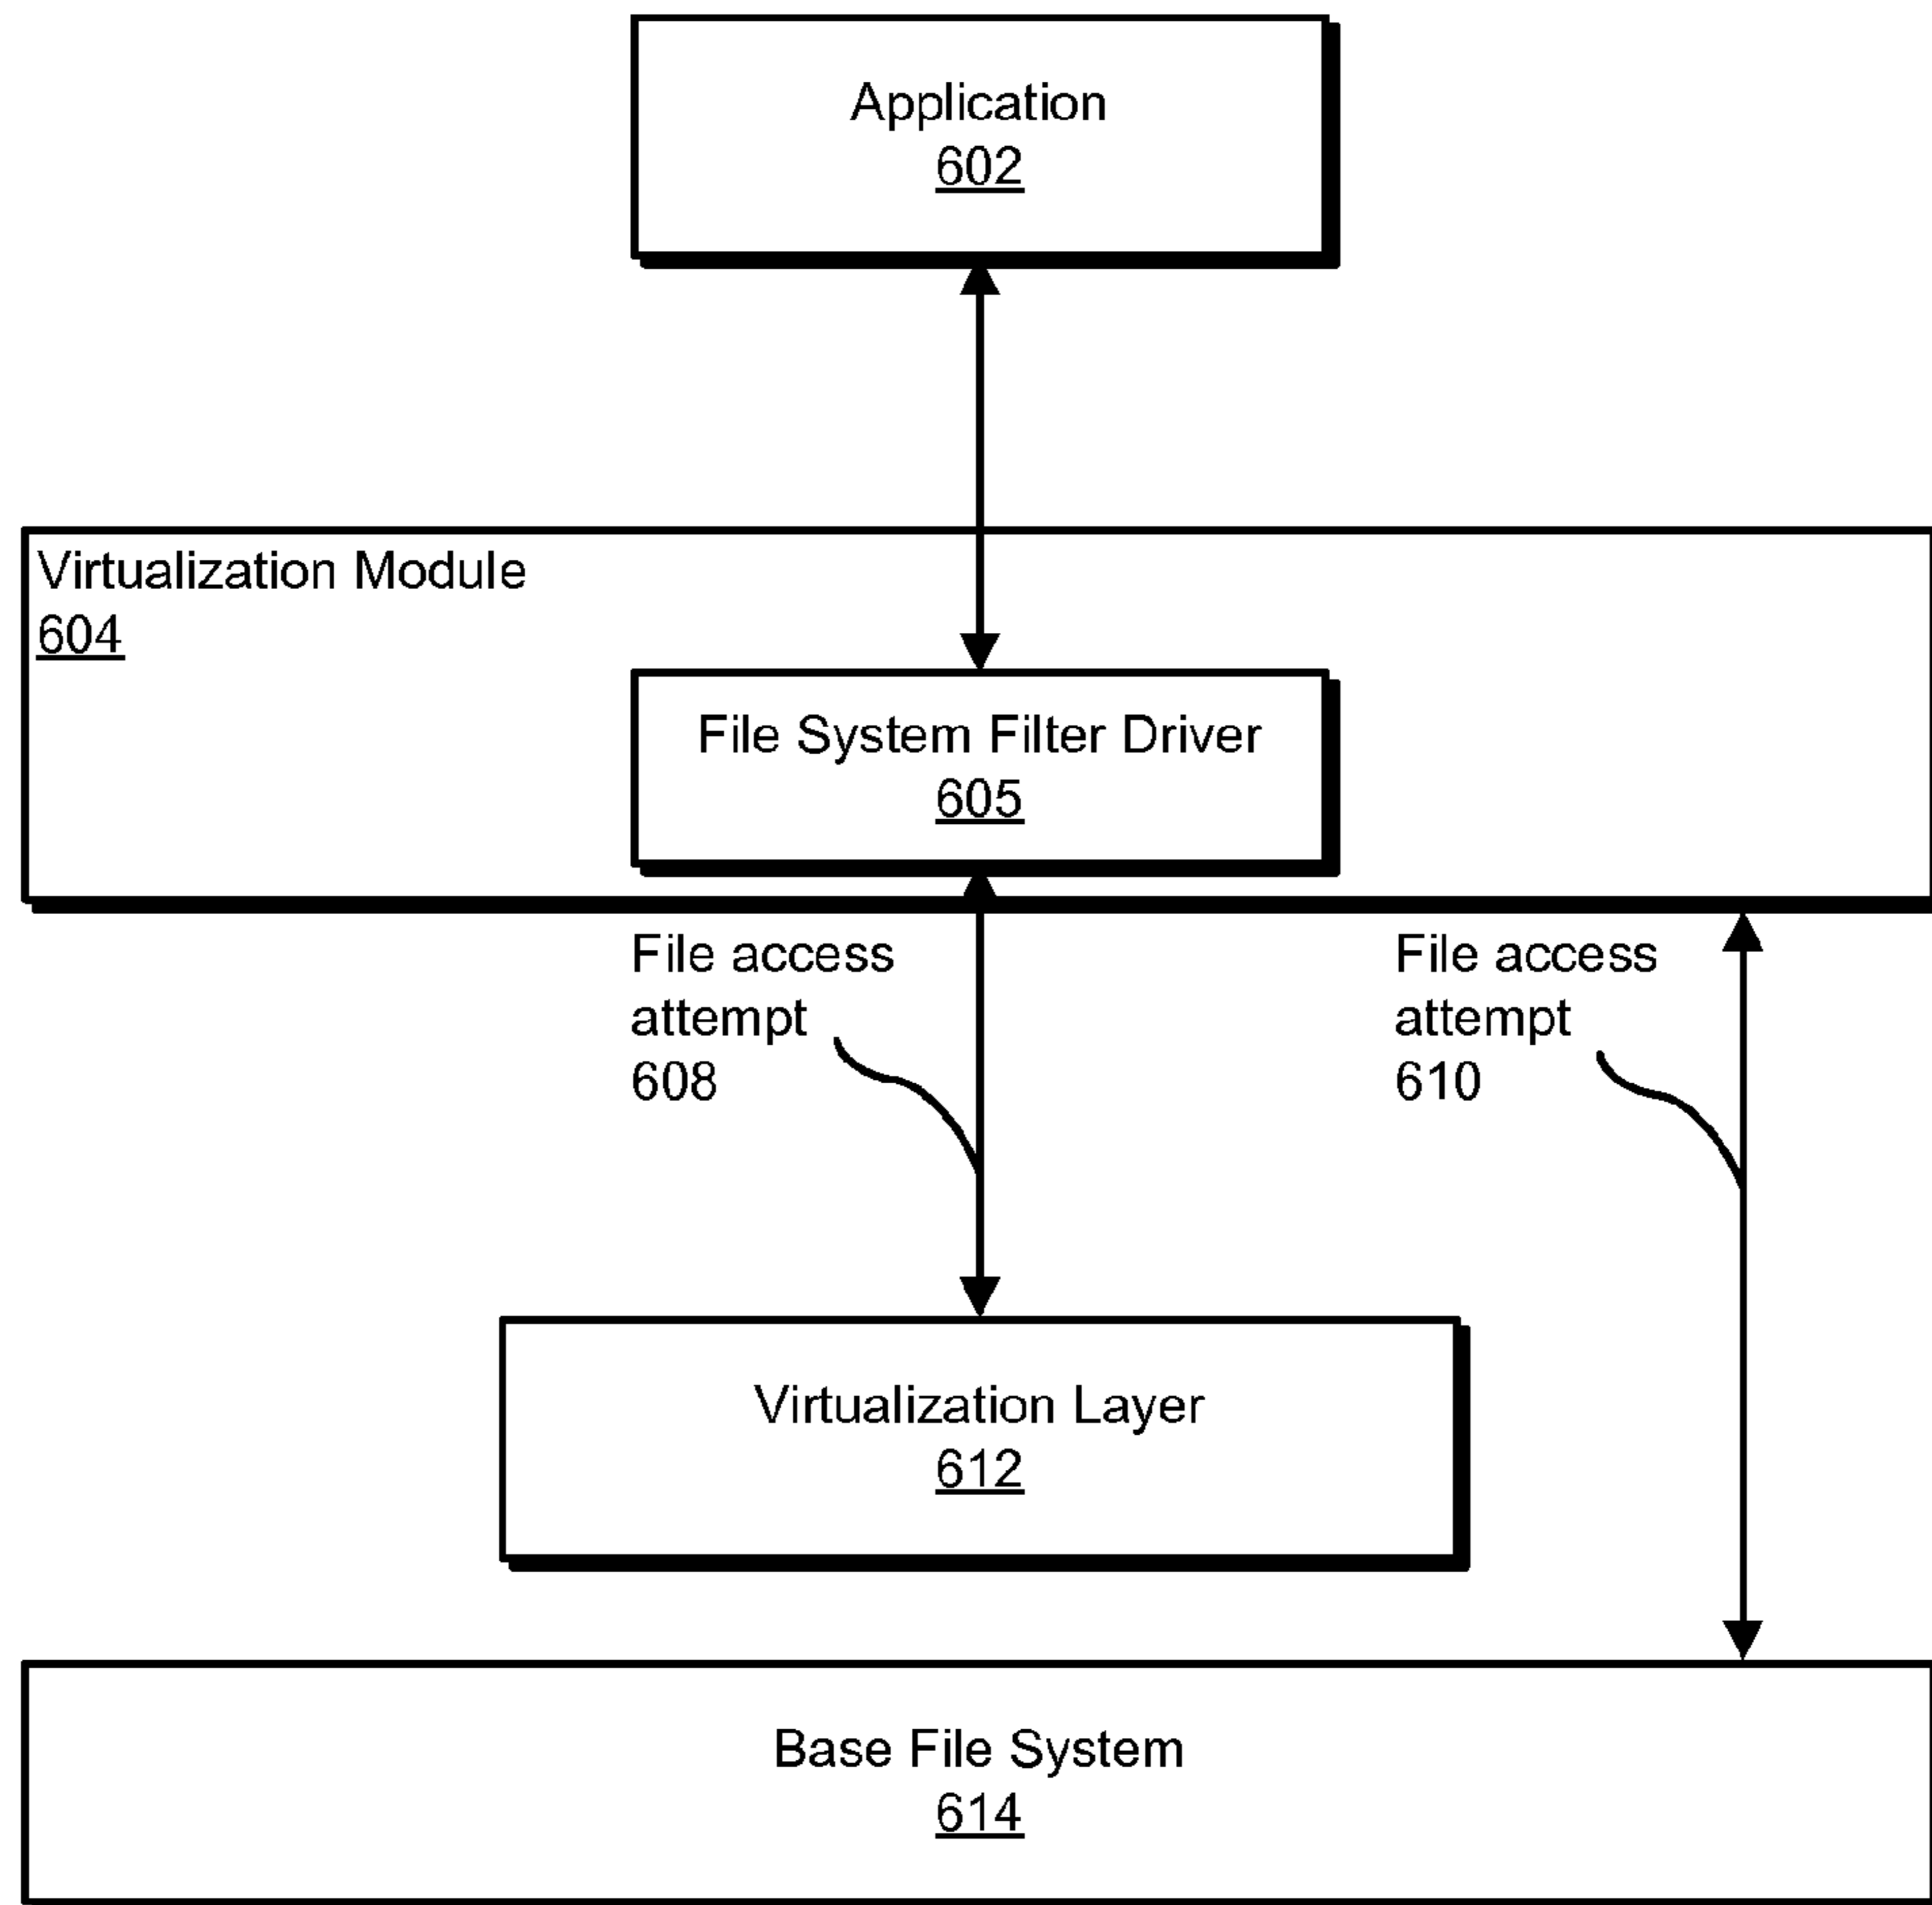 Application
602
Virtualization Module
604
File System Filter Driver
605
File access
attempt
608
File access
attempt
610
Virtualization Layer
612
Base File System
614